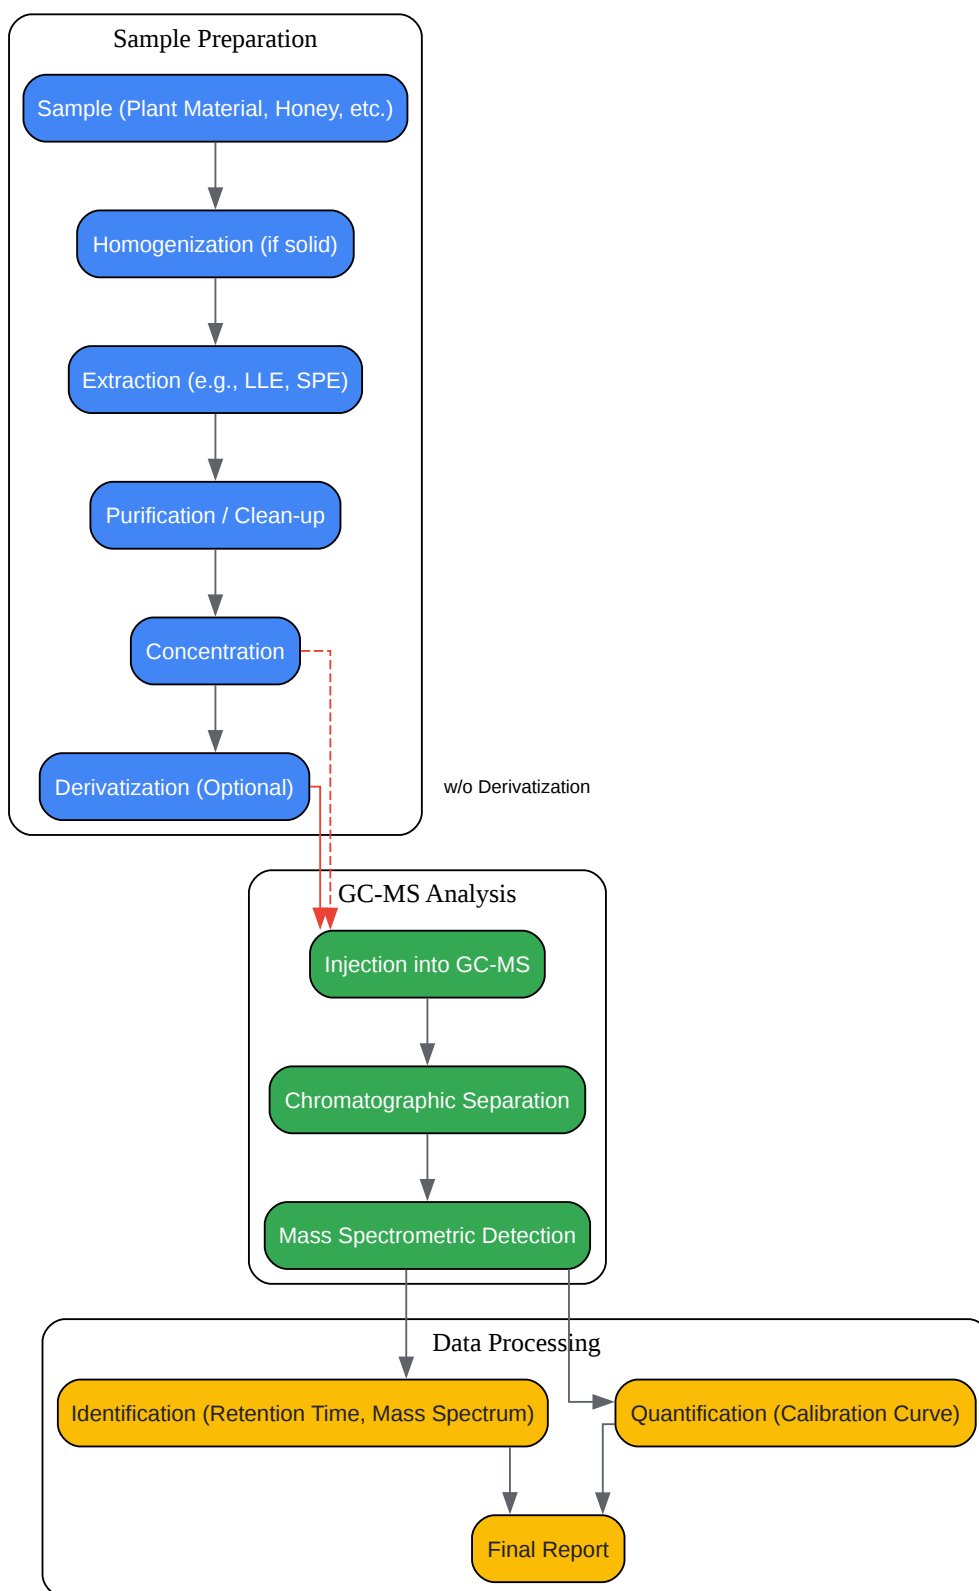 Sample Preparation
Sample (Plant Material, Honey, etc.)
Homogenization (if solid)
Extraction (e.g., LLE, SPE)
Purification / Clean-up
Concentration
Derivatization (Optional)
w/o Derivatization
GC-MS Analysis
Injection into GC-MS
Chromatographic Separation
Mass Spectrometric Detection
Data Processing
Identification (Retention Time, Mass Spectrum)
Quantification (Calibration Curve)
Final Report